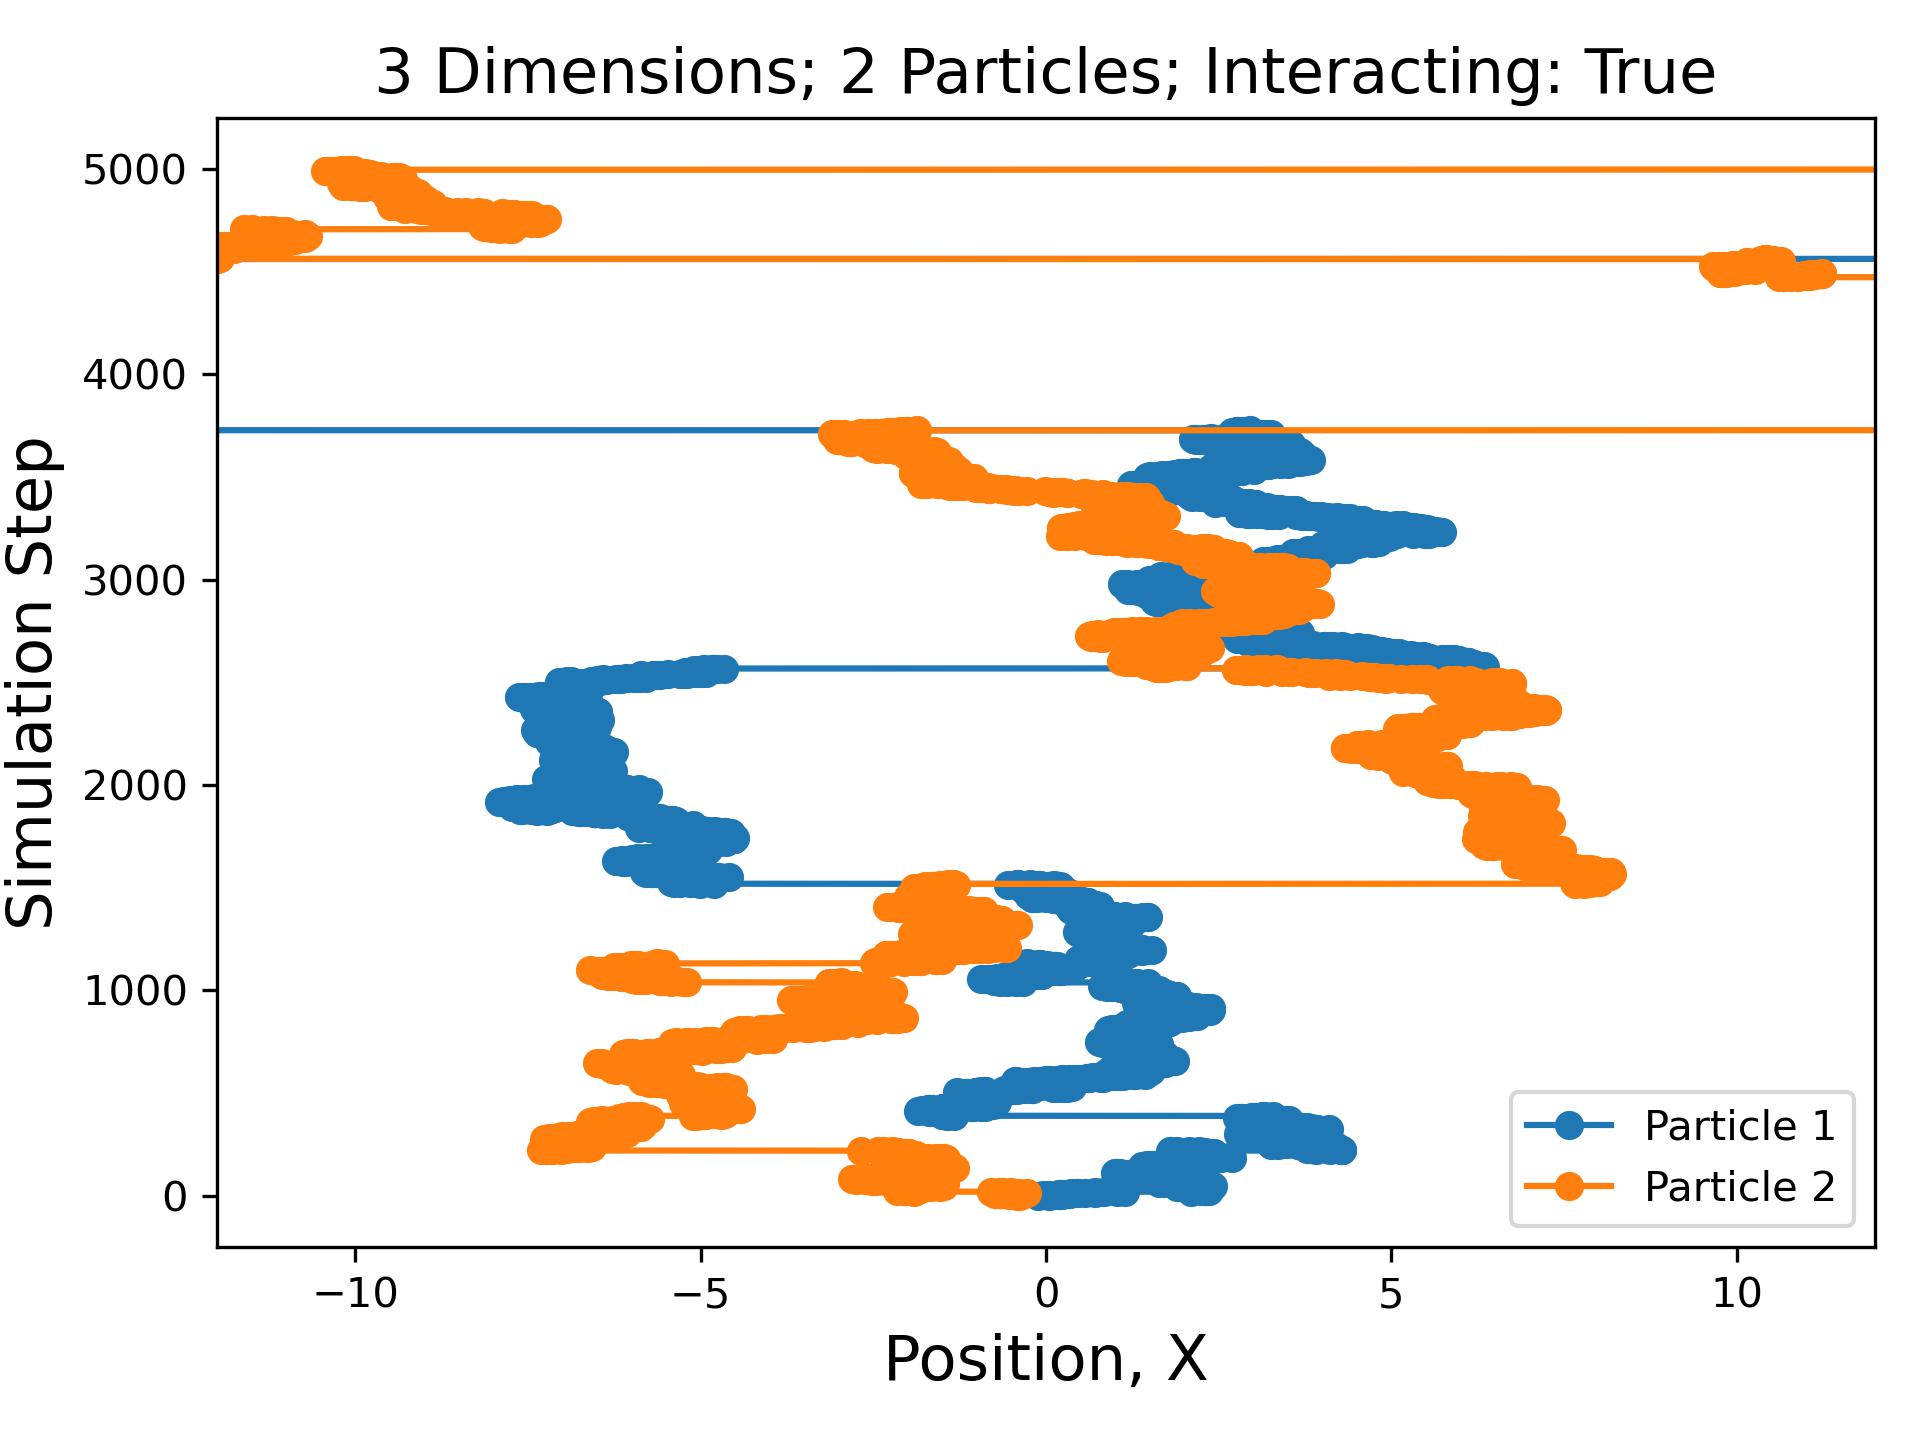 3 Dimensions; 2 Particles; Interacting: True
Simulation Step
5000
4000
3000
2000
1000
0
Particle 1
Particle 2
−10
−5
0
5
10
Position, X